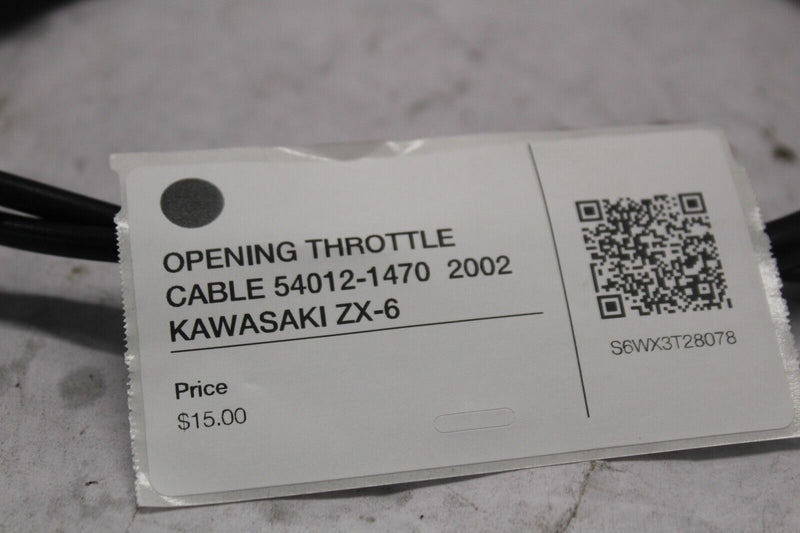 OPENING THROTTLE
CABLE 54012-1470 2002
KAWASAKI ZX-6
Price
$15.00
S6WX3T28078